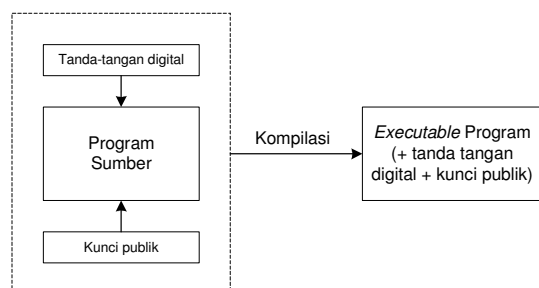 Tanda-tangan digital
Program
Sumber
Kunci publik
Kompilasi
Executable Program
(+ tanda tangan
digital + kunci publik)